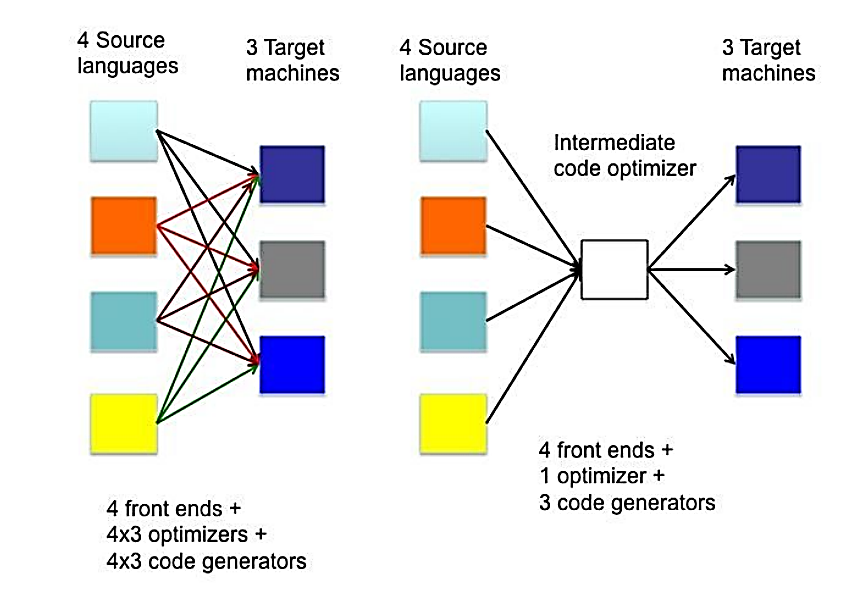 4 Source
languages
3 Target
machines
4 front ends +
4x3 optimizers +
4x3 code generators
4 Source
languages
Intermediate
code optimizer
3 Target
machines
4 front ends +
1 optimizer +
3 code generators